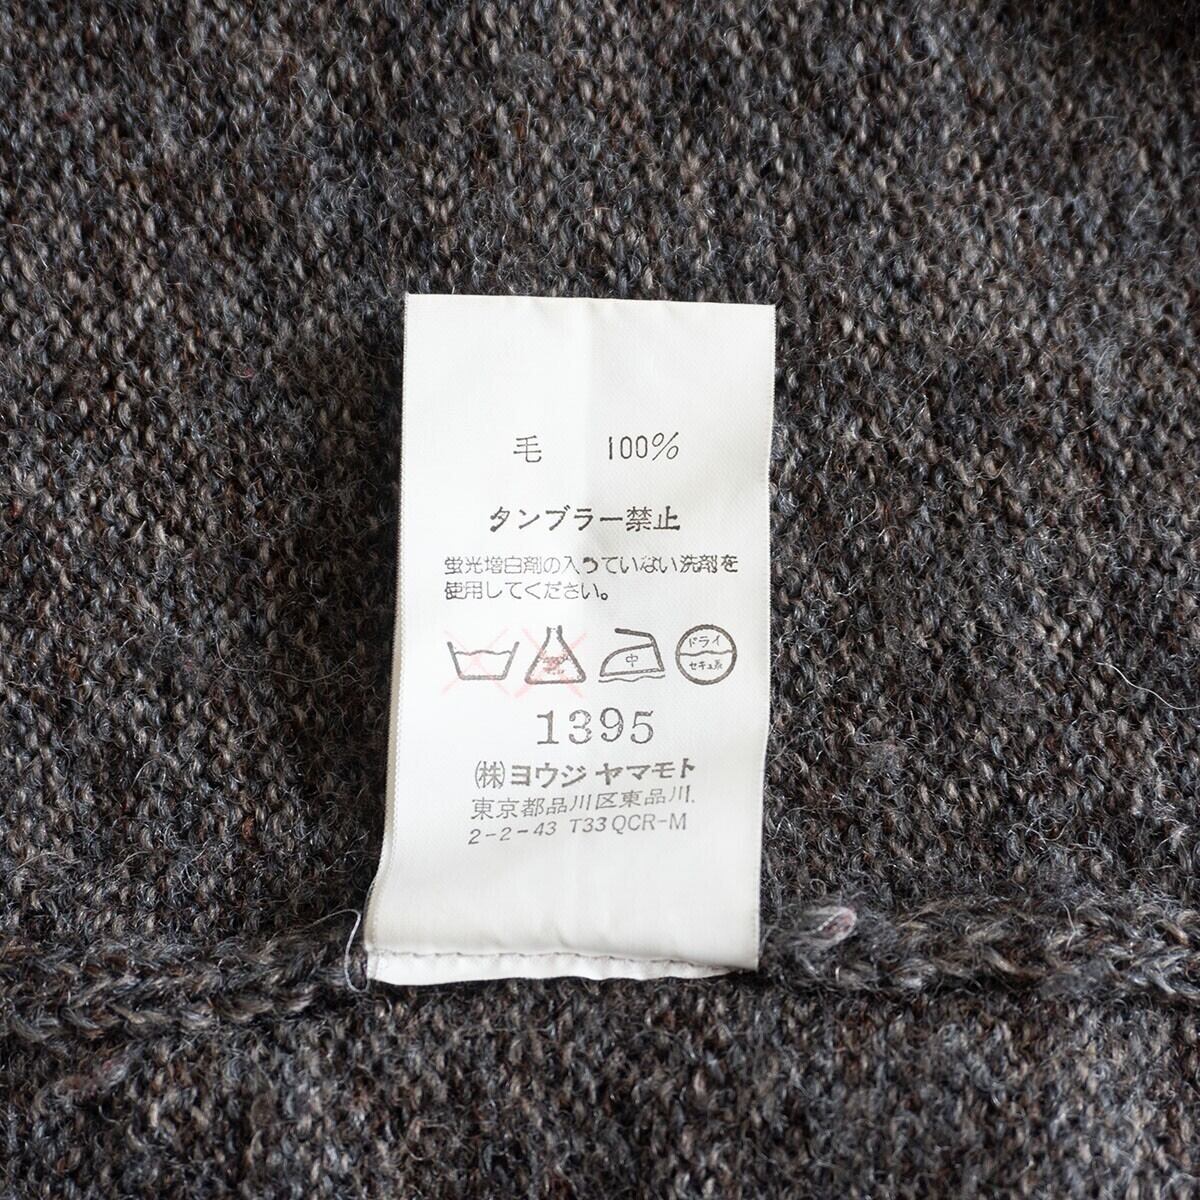 毛 100%
タンブラー禁止
蛍光増白剤の入っていない洗剤を
使用してください。
中 ドライ
セキユ系
1395
(株)ヨウジ ヤマモト
東京都品川区東品川
2-2-43 T33QCR-M